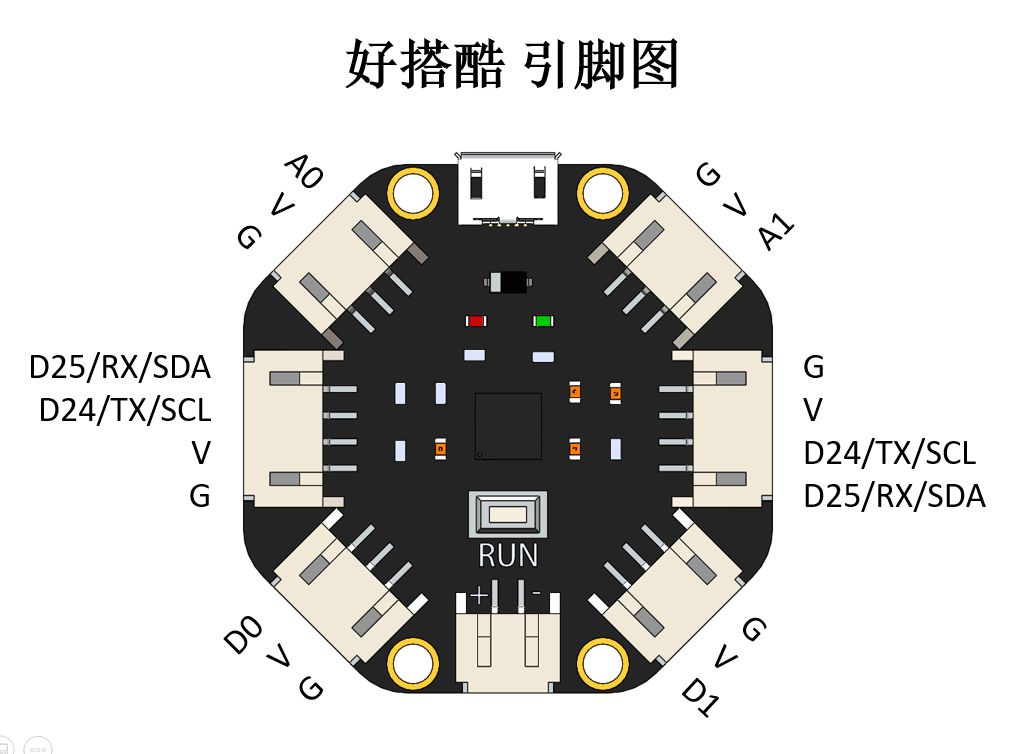 好搭酷 引脚图
A0
V
G
G
V
A1
D25/RX/SDA
D24/TX/SCL
V
G
G
V
D24/TX/SCL
D25/RX/SDA
RUN
+ -
D0
V
G
G
V
D1